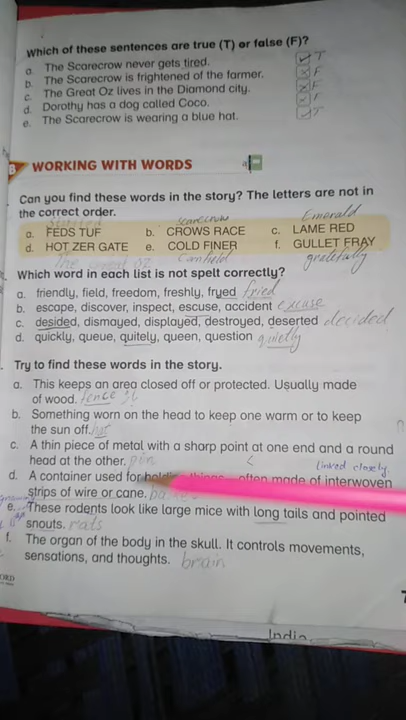 Which of these sentences are true (T) or false (F)?
a. The Scarecrow never gets tired. T
b. The Scarecrow is frightened of the farmer. F
c. The Great Oz lives in the Diamond city. F
d. Dorothy has a dog called Coco. F
e. The Scarecrow is wearing a blue hat. T
B WORKING WITH WORDS
Can you find these words in the story? The letters are not in
the correct order.
Stuffed scarecrow Emerald
a. FEDS TUF b. CROWS RACE c. LAME RED
d. HOT ZER GATE e. COLD FINER f. GULLET FRAY
The great oz gratefully
Which word in each list is not spelt correctly?
a. friendly, field, freedom, freshly, fryed fried
b. escape, discover, inspect, escuse, accident excuse
c. desided, dismayed, displayed, destroyed, deserted decided
d. quickly, queue, quitely, queen, question quietly
Try to find these words in the story.
a. This keeps an area closed off or protected. Usually made
of wood. fence
b. Something worn on the head to keep one warm or to keep
the sun off. hat
c. A thin piece of metal with a sharp point at one end and a round
head at the other. pin
linked closely.
d. A container used for holding things often made of interwoven
strips of wire or cane.
e. These rodents look like large mice with long tails and pointed
snouts. rats
f. The organ of the body in the skull. It controls movements,
sensations, and thoughts. brain
India